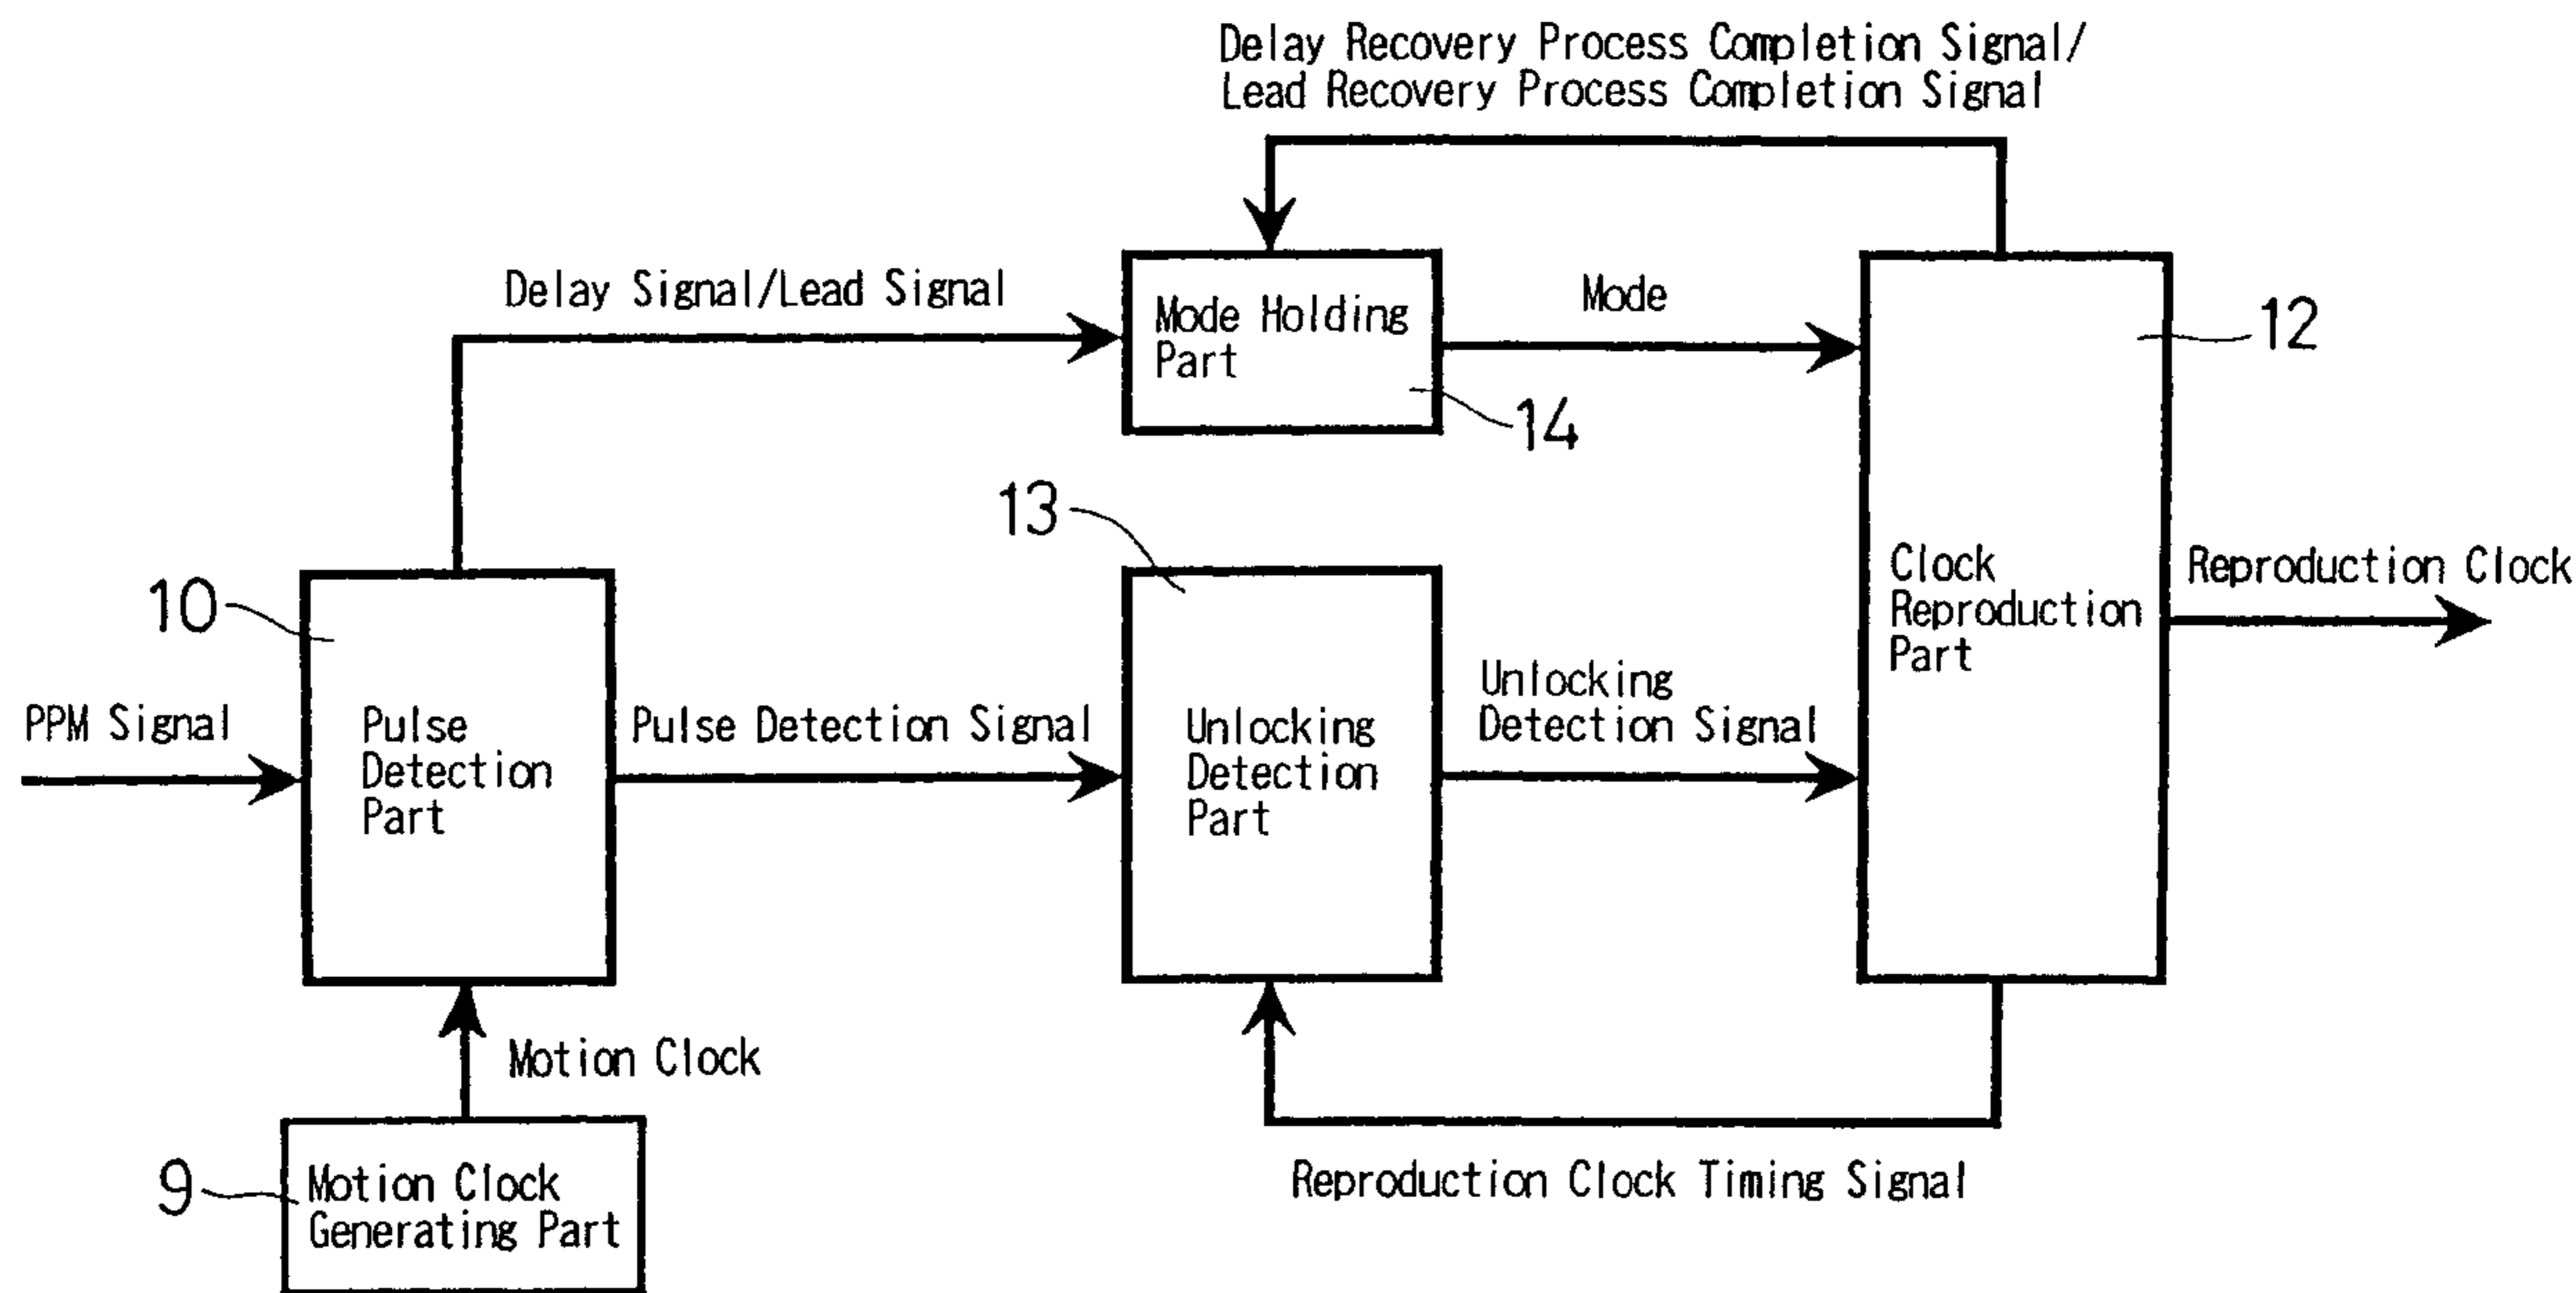 Delay Recovery Process Completion Signal/
Lead Recovery Process Completion Signal
Delay Signal/Lead Signal
Mode Holding
Part
Mode
12
14
13
10
Clock
Reproduction
Part
Reproduction Clock
PPM Signal
Pulse
Detection
Part
Pulse Detection Signal
Unlocking
Detection
Part
Unlocking
Detection Signal
Motion Clock
9
Motion Clock
Generating Part
Reproduction Clock Timing Signal